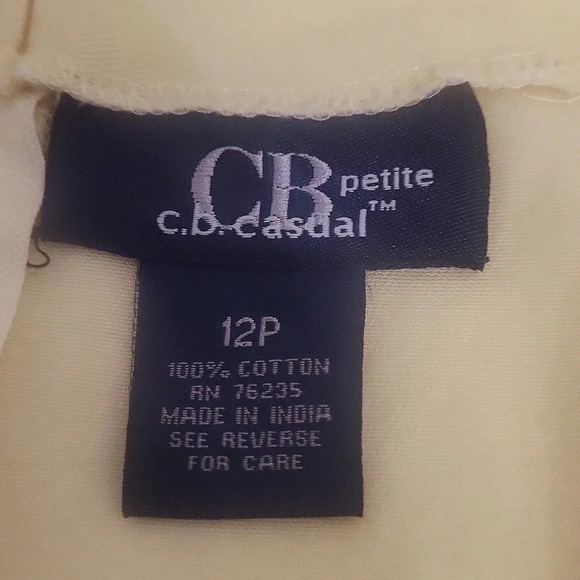 CB petite
c.b. casual™
12P
100% COTTON
RN 76235
MADE IN INDIA
SEE REVERSE
FOR CARE